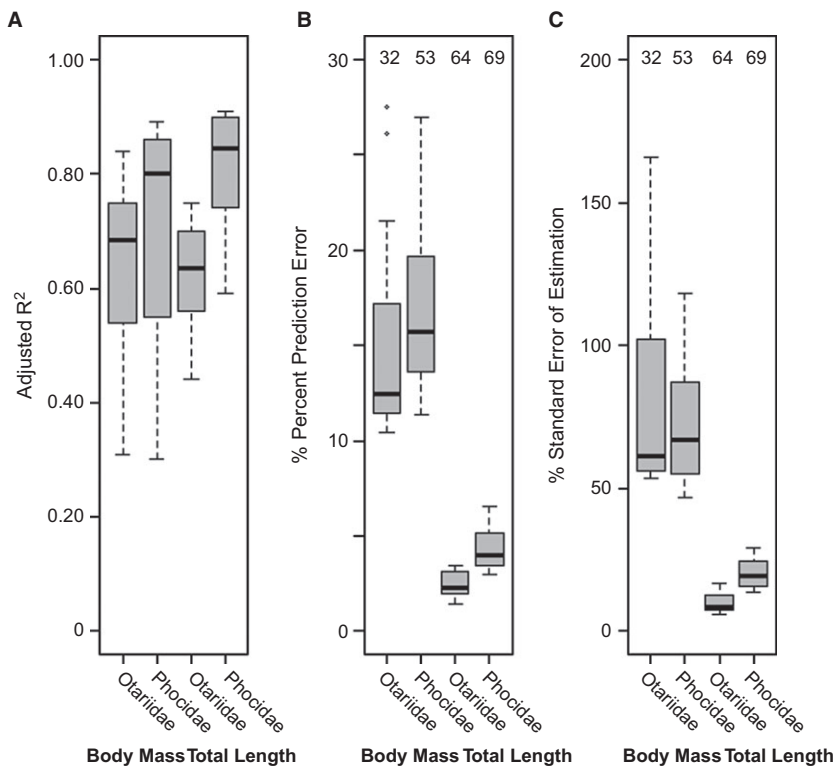 A
Adjusted R²
1.00
0.80
0.60
0.40
0.20
0
Otariidae
Phocidae
Otariidae
Phocidae
Body Mass Total Length
B
% Percent Prediction Error
32 53 64 69
30
20
10
0
Otariidae
Phocidae
Otariidae
Phocidae
Body Mass Total Length
C
% Standard Error of Estimation
32 53 64 69
200
150
100
50
0
Otariidae
Phocidae
Otariidae
Phocidae
Body Mass Total Length